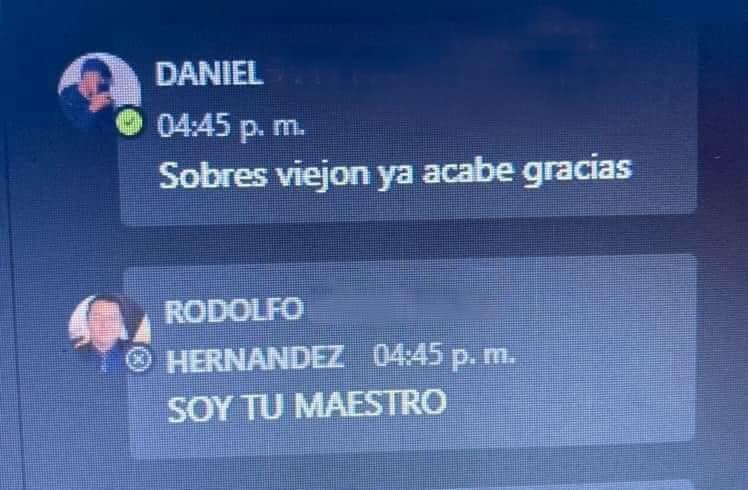 DANIEL
04:45 p. m.
Sobres viejon ya acabe gracias
RODOLFO
HERNANDEZ 04:45 p. m.
SOY TU MAESTRO